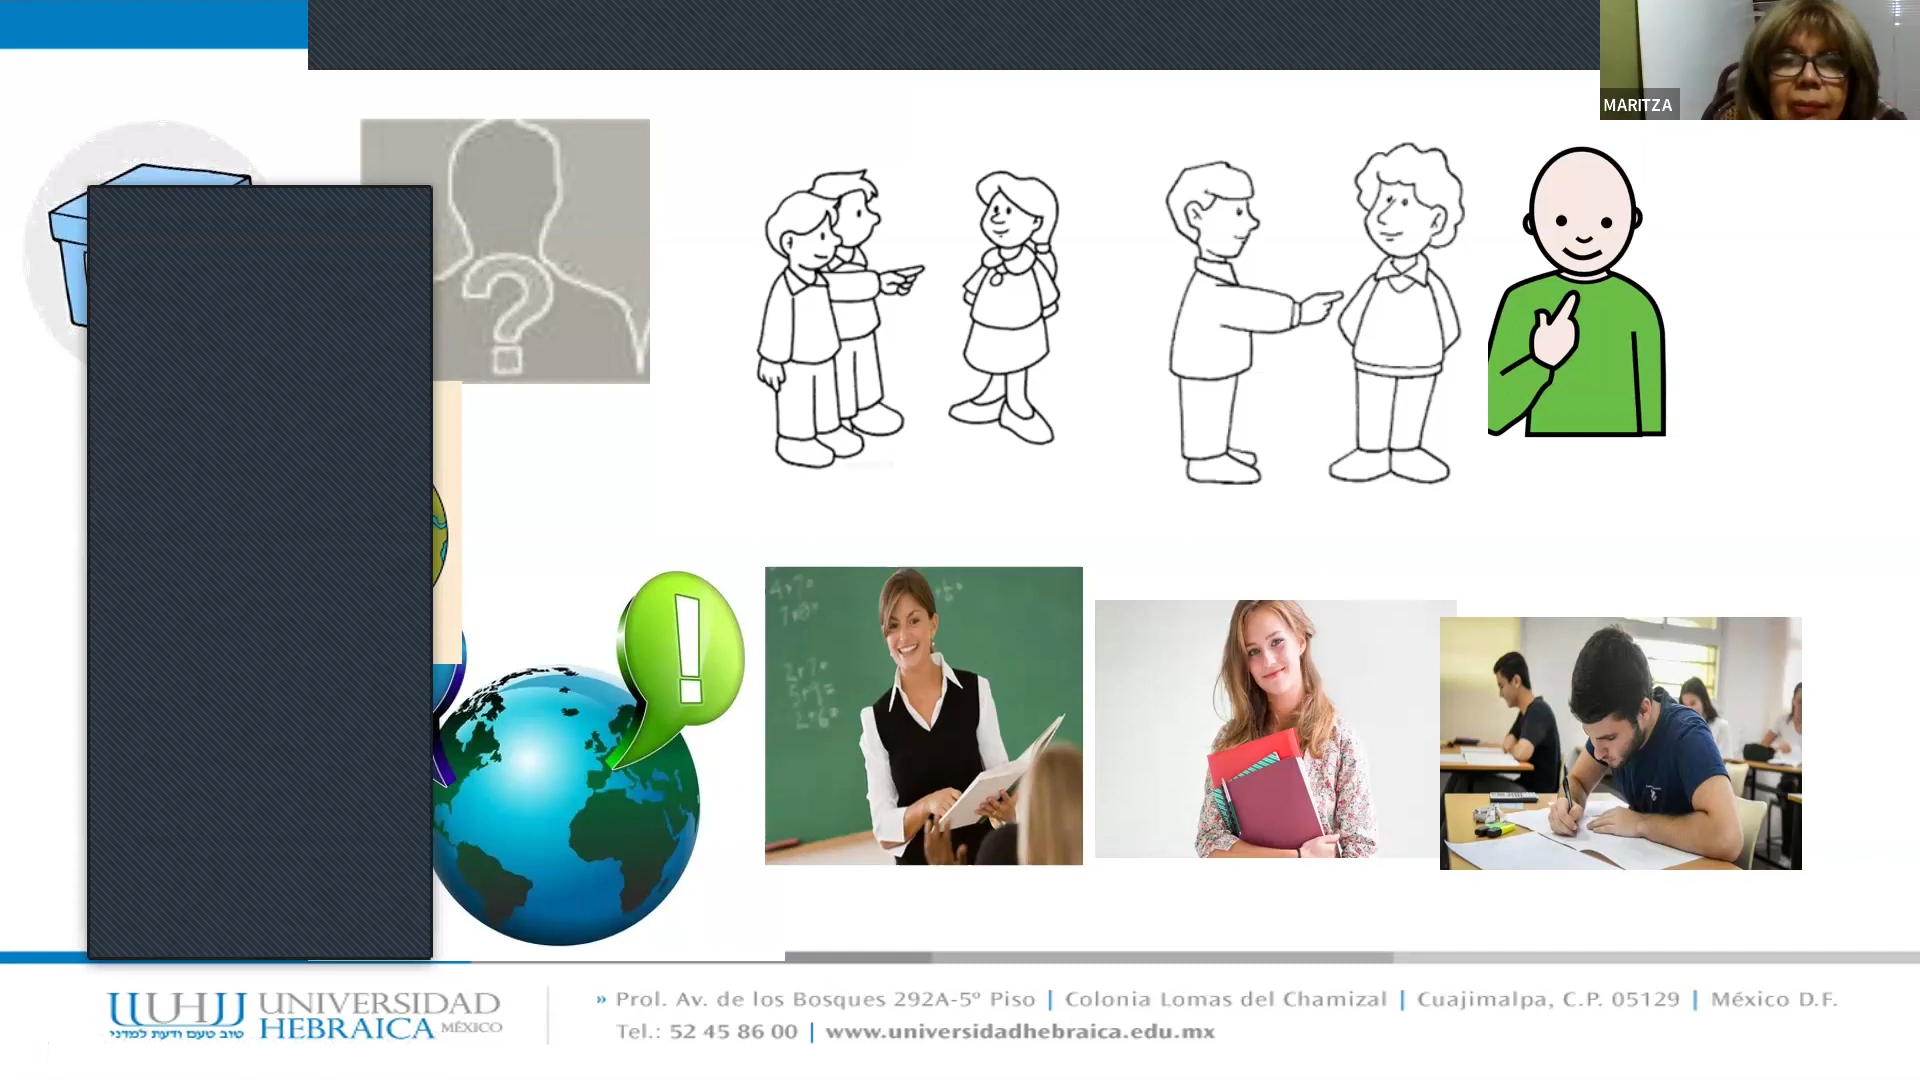 MARITZA
?
!
UHJJ UNIVERSIDAD
HEBRAICA MÉXICO
טוב טעם ודעת למדני
» Prol. Av. de los Bosques 292A-5º Piso | Colonia Lomas del Chamizal | Cuajimalpa, C.P. 05129 | México D.F.
Tel.: 52 45 86 00 | www.universidadhebraica.edu.mx